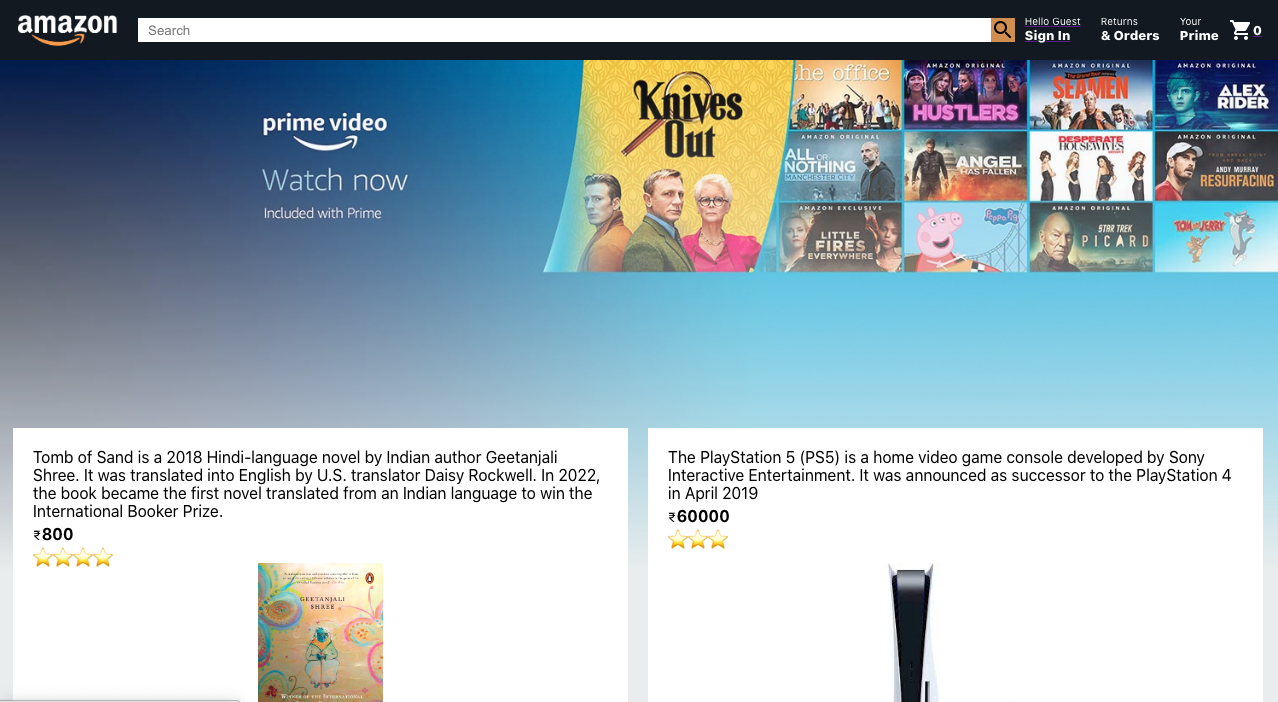 amazon
Search
Hello Guest
Sign In
Returns
& Orders
Your
Prime
0
prime video
Watch now
Included with Prime
Knives
Out
he office
AMAZON ORIGINAL
HUSTLERS
AMAZON ORIGINAL
SEAMEN
AMAZON ORIGINAL
ALEX
RIDER
AMAZON ORIGINAL
ALL OR
NOTHING
MANCHESTER CITY
ANGEL
HAS FALLEN
DESPERATE
HOUSEWIVES
AMAZON ORIGINAL
ANDY MURRAY
RESURFACING
AMAZON EXCLUSIVE
LITTLE
FIRES
EVERYWHERE
Peppa Pig
AMAZON ORIGINAL
STAR TREK
PICARD
TOM AND JERRY
Tomb of Sand is a 2018 Hindi-language novel by Indian author Geetanjali
Shree. It was translated into English by U.S. translator Daisy Rockwell. In 2022,
the book became the first novel translated from an Indian language to win the
International Booker Prize.
₹800
GEETANJALI
SHREE
WINNER OF THE INTERNATIONAL
The PlayStation 5 (PS5) is a home video game console developed by Sony
Interactive Entertainment. It was announced as successor to the PlayStation 4
in April 2019
₹60000